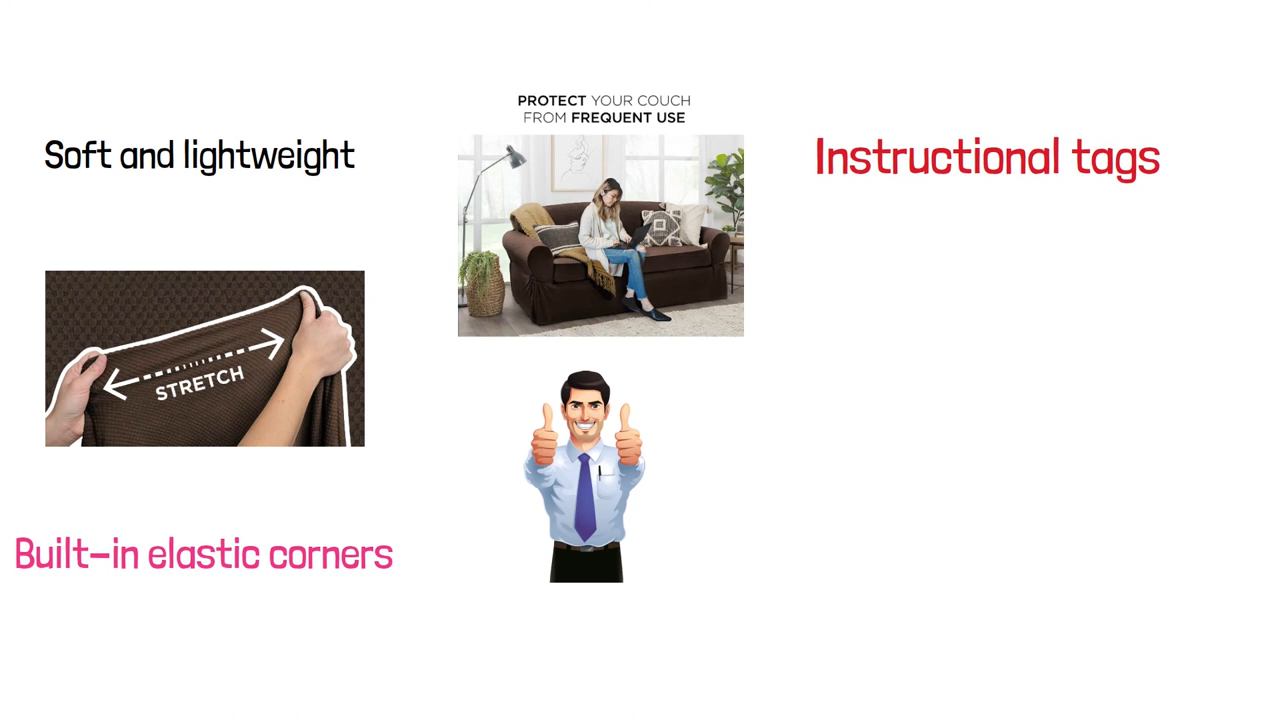 Soft and lightweight
STRETCH
Built-in elastic corners
PROTECT YOUR COUCH
FROM FREQUENT USE
Instructional tags